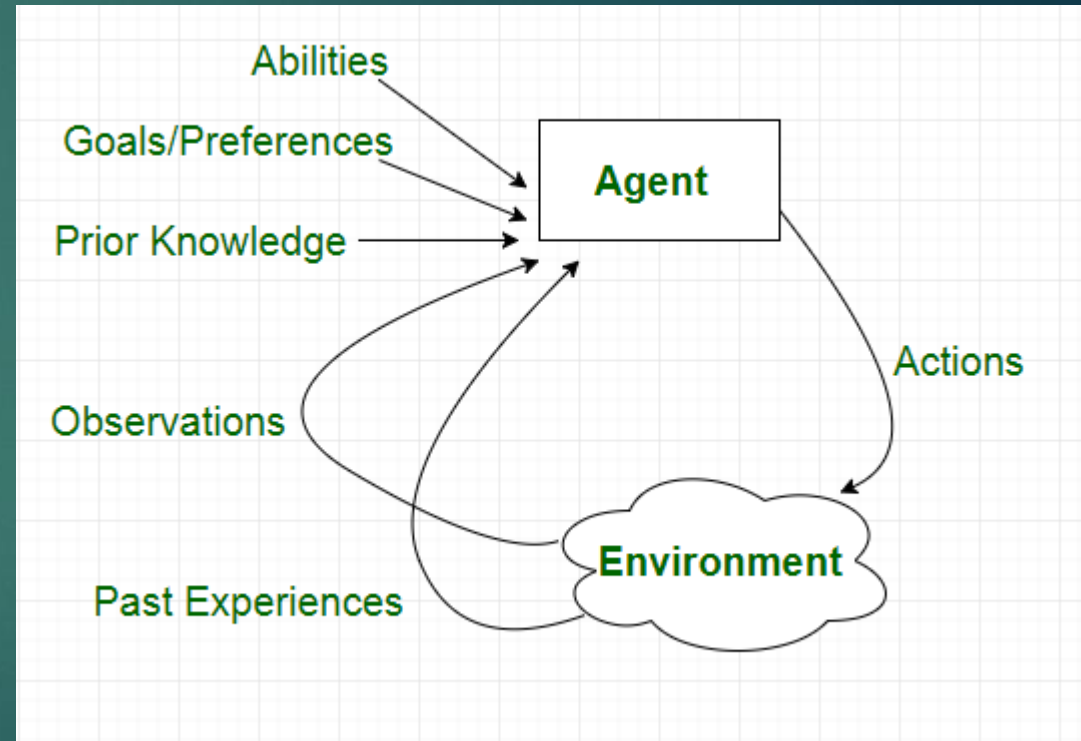 Abilities
Goals/Preferences
Agent
Prior Knowledge
Actions
Observations
Environment
Past Experiences